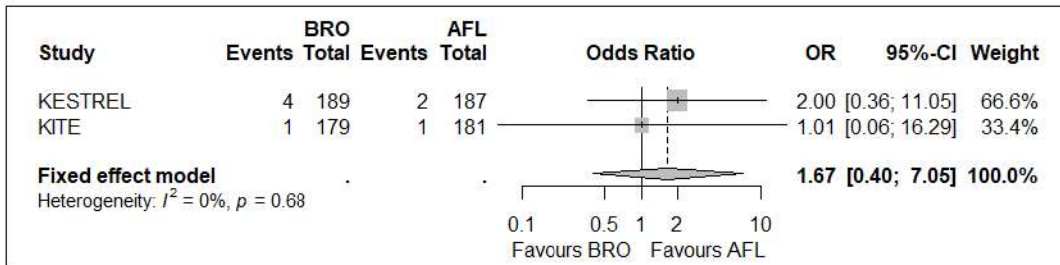 BRO AFL
Study Events Total Events Total Odds Ratio OR 95%-CI Weight
KESTREL 4 189 2 187 2.00 [0.36; 11.05] 66.6%
KITE 1 179 1 181 1.01 [0.06; 16.29] 33.4%
Fixed effect model . . 1.67 [0.40; 7.05] 100.0%
Heterogeneity: I² = 0%, p = 0.68
0.1 0.5 1 2 10
Favours BRO Favours AFL